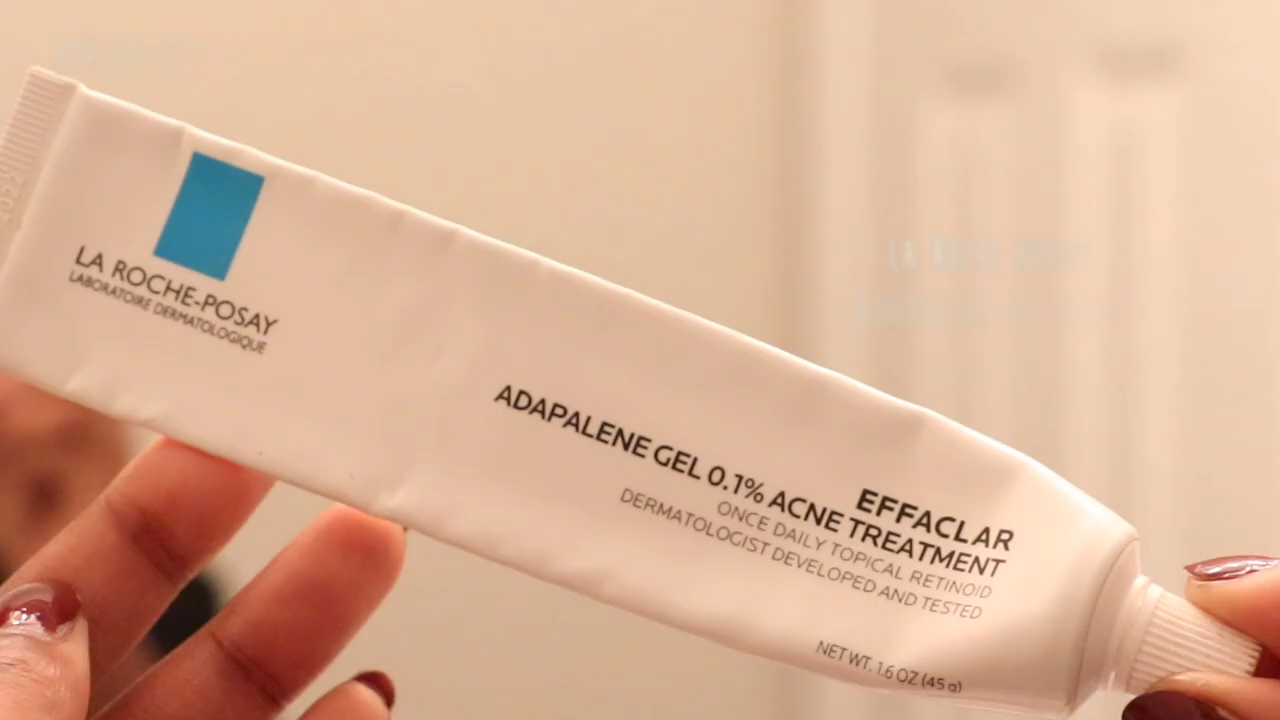 LA ROCHE-POSAY
LABORATOIRE DERMATOLOGIQUE
EFFACLAR
ADAPALENE GEL 0.1% ACNE TREATMENT
ONCE DAILY TOPICAL RETINOID
DERMATOLOGIST DEVELOPED AND TESTED
NET WT. 1.6 OZ (45 g)